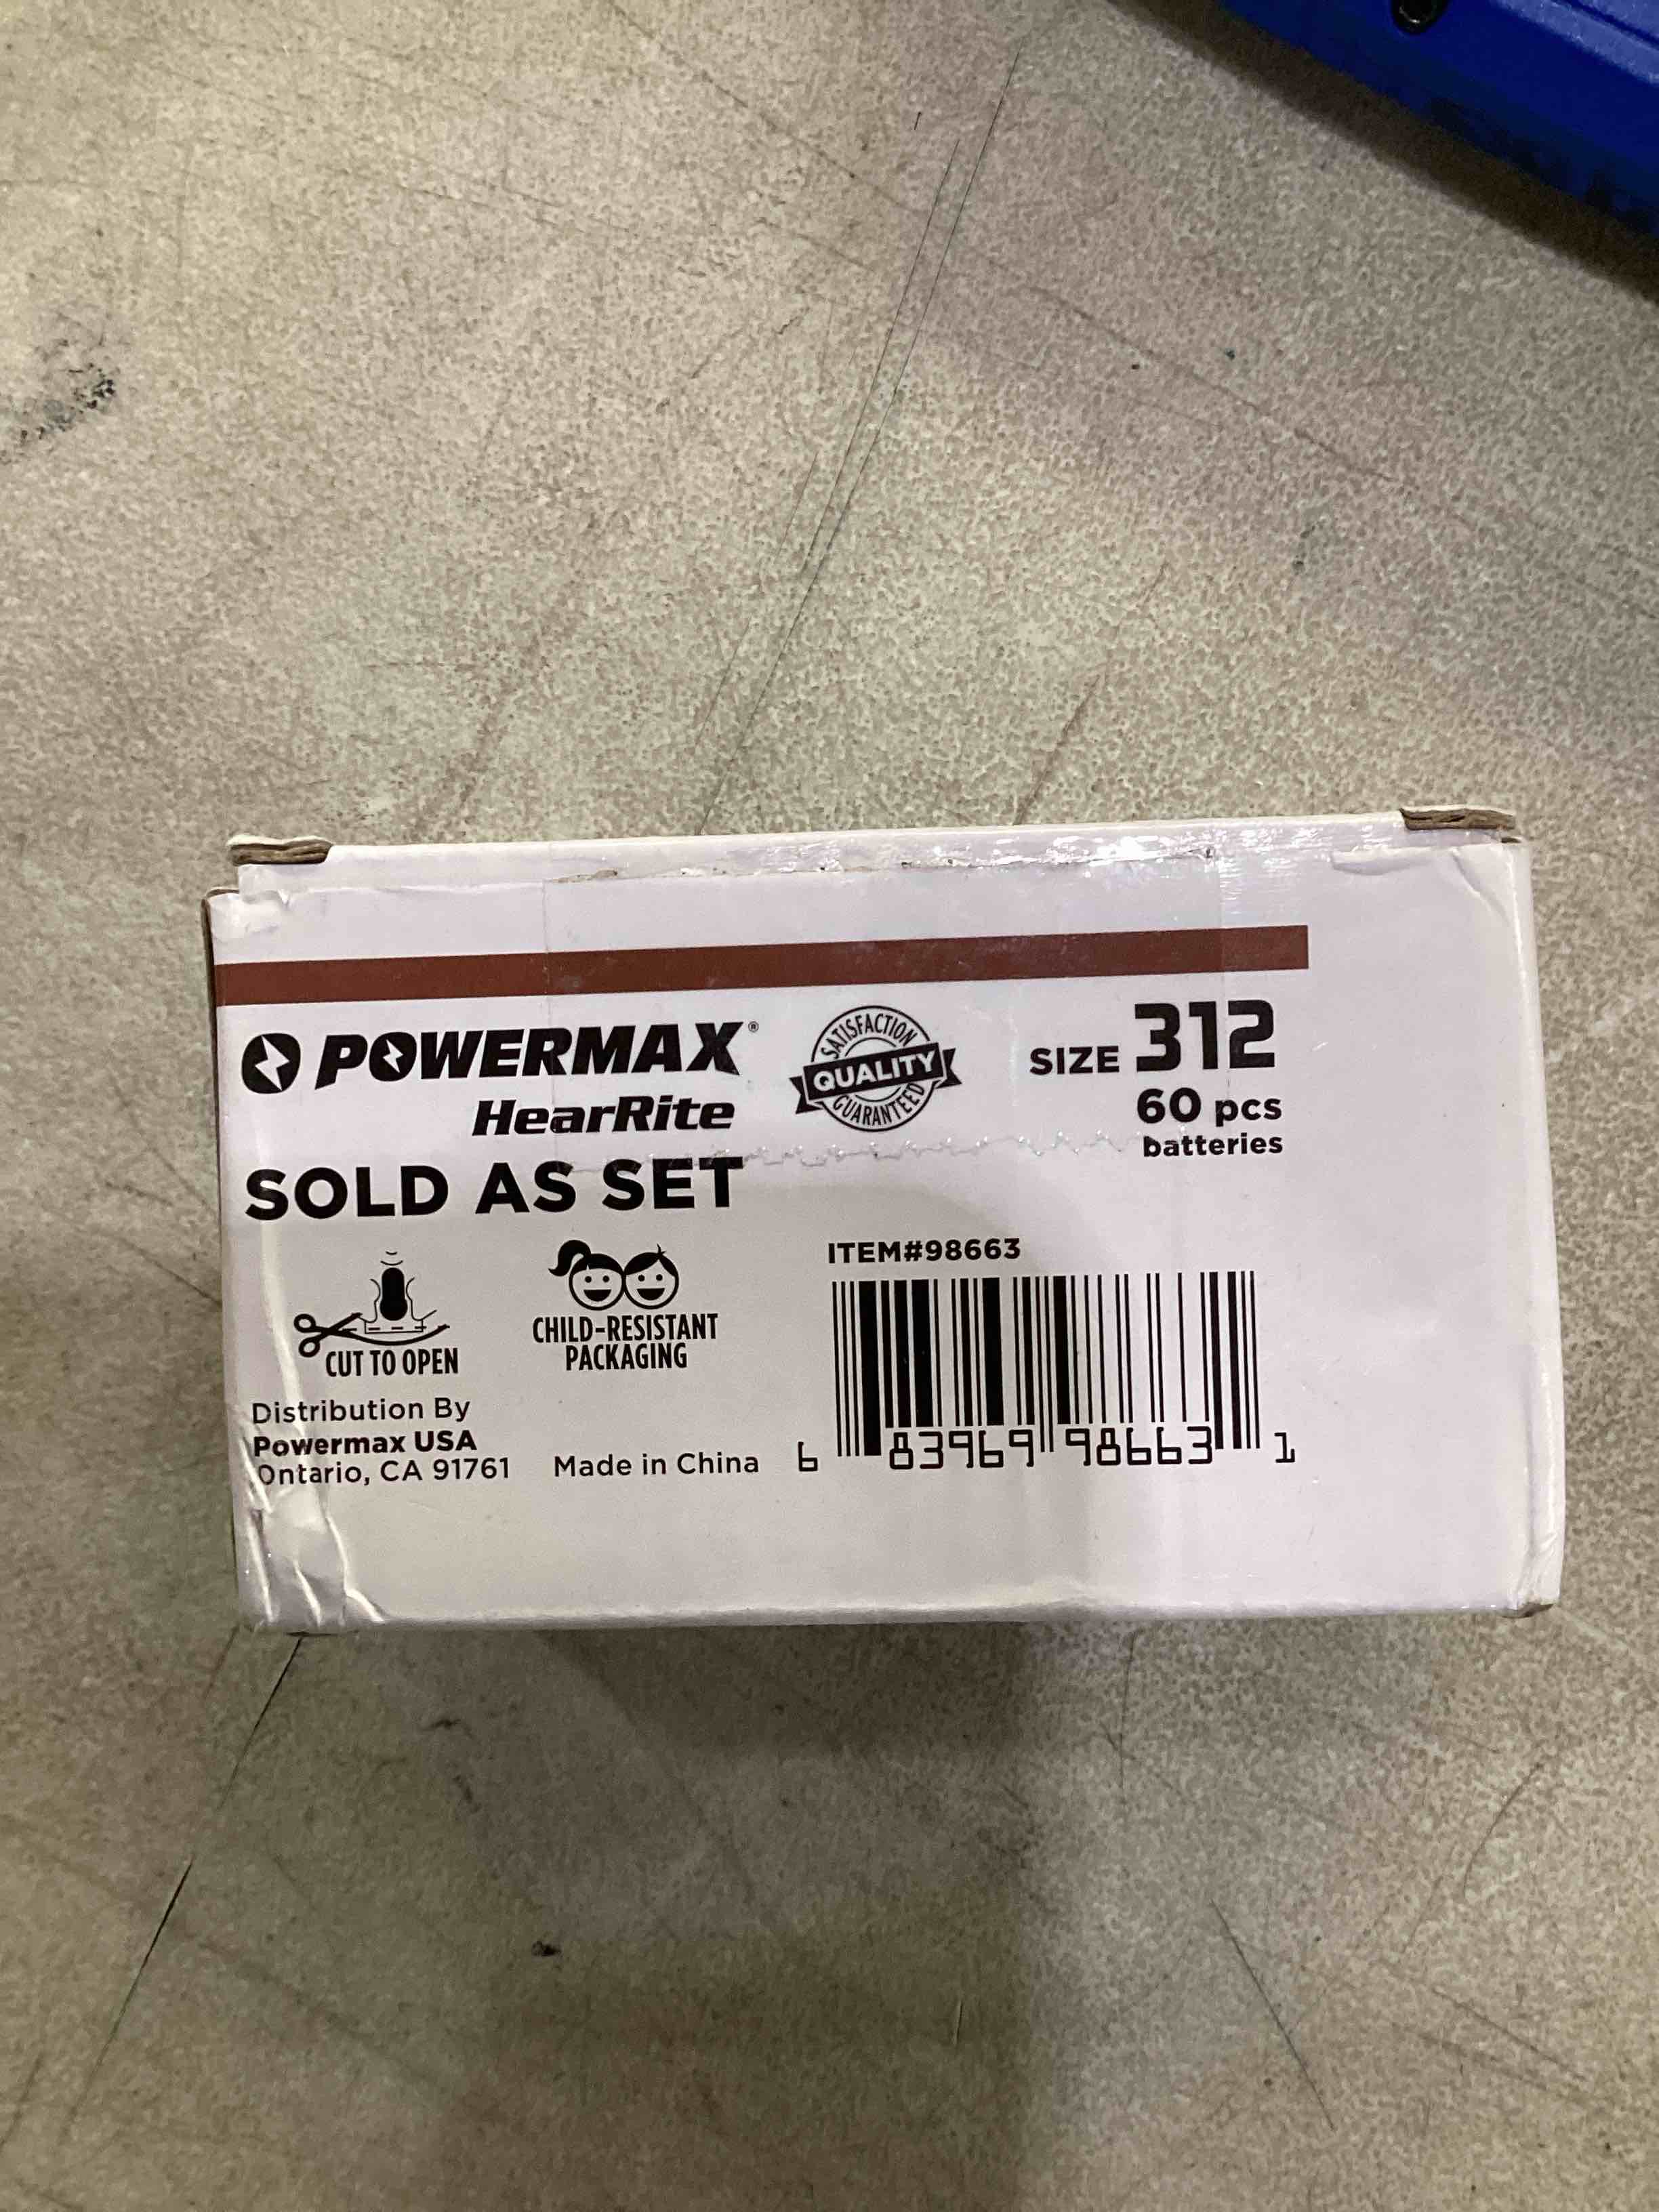 POWERMAX®
HearRite
SATISFACTION
QUALITY
GUARANTEED
SIZE 312
60 pcs
batteries
SOLD AS SET
CUT TO OPEN
CHILD-RESISTANT
PACKAGING
ITEM#98663
Distribution By
Powermax USA
Ontario, CA 91761
Made in China
6 83969 98663 1